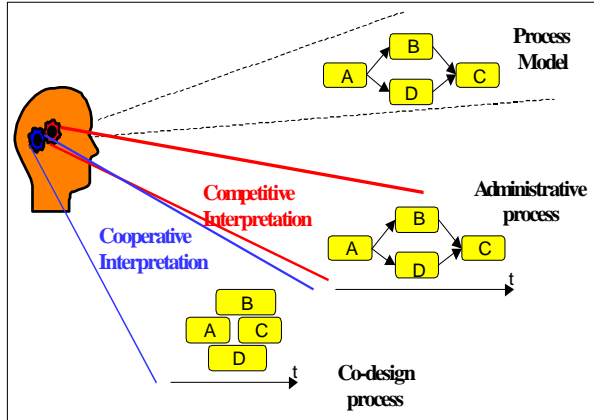 B
Process
Model
A
C
D
Competitive
Interpretation
Administrative
process
B
A
C
D
Cooperative
Interpretation
t
B
A
C
D
t
Co-design
process